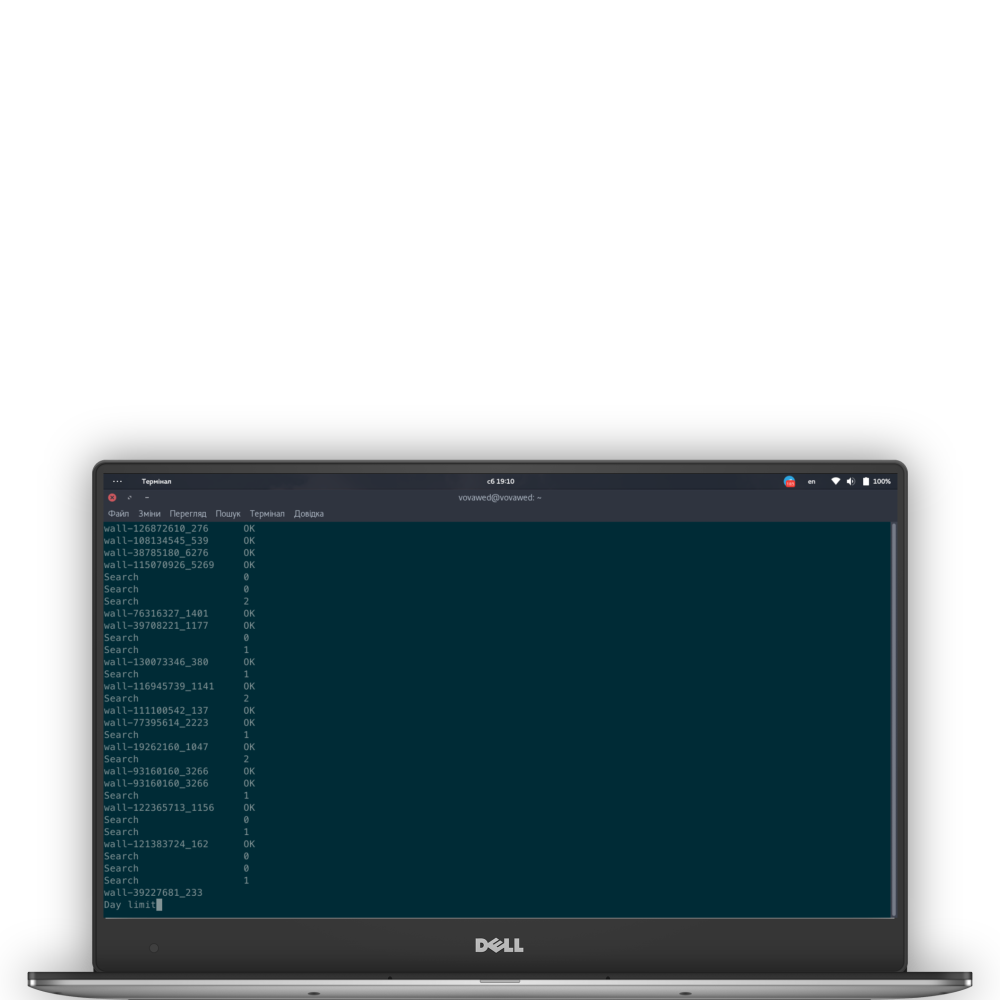 ··· Термінал сб 19:10 en 100%
vovawed@vovawed: ~
Файл Зміни Перегляд Пошук Термінал Довідка
wall-126872610_276 OK
wall-108134545_539 OK
wall-38785180_6276 OK
wall-115070926_5269 OK
Search 0
Search 0
Search 2
wall-76316327_1401 OK
wall-39708221_1177 OK
Search 0
Search 1
wall-130073346_380 OK
Search 1
wall-116945739_1141 OK
Search 2
wall-111100542_137 OK
wall-77395614_2223 OK
Search 1
wall-19262160_1047 OK
Search 2
wall-93160160_3266 OK
wall-93160160_3266 OK
Search 1
wall-122365713_1156 OK
Search 0
Search 1
wall-121383724_162 OK
Search 0
Search 0
Search 1
wall-39227681_233
Day limit
DELL